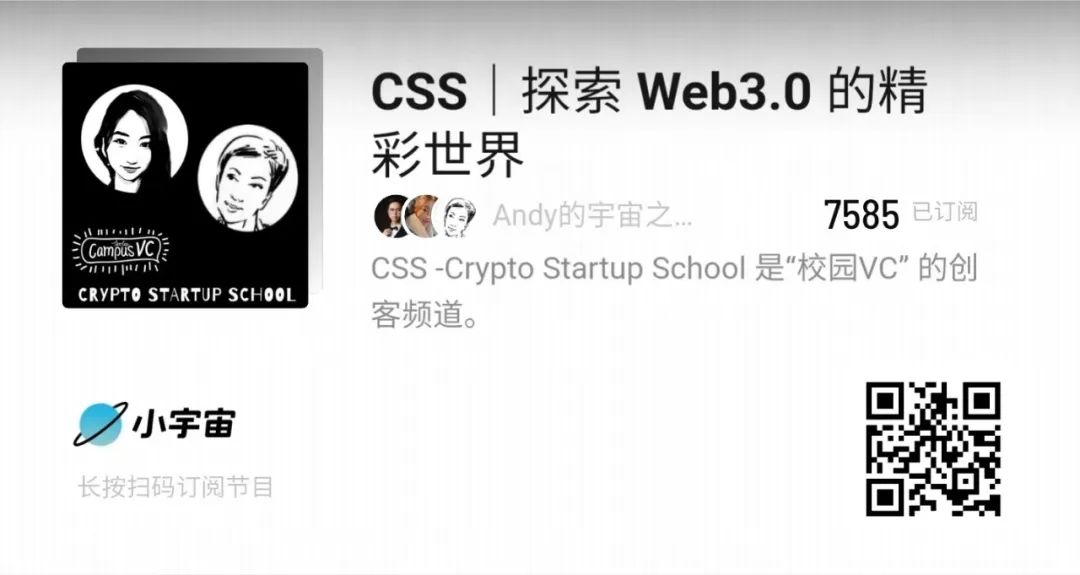 CSS｜探索 Web3.0 的精
彩世界
Andy的宇宙之...
7585 已订阅
CSS -Crypto Startup School 是“校园VC” 的创
客频道。
Campus VC
CRYPTO STARTUP SCHOOL
小宇宙
长按扫码订阅节目